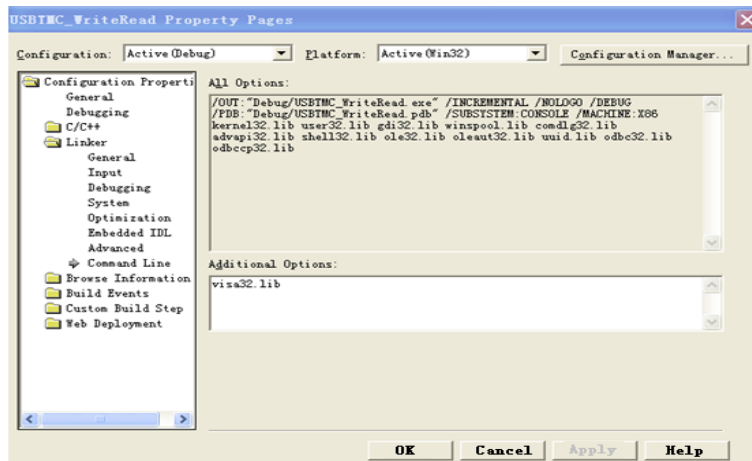 USBTMC_WriteRead Property Pages
Configuration: Active(Debug) Platform: Active(Win32) Configuration Manager...
Configuration Properti
General
Debugging
C/C++
Linker
General
Input
Debugging
System
Optimization
Embedded IDL
Advanced
Command Line
Browse Information
Build Events
Custom Build Step
Web Deployment
All Options:
/OUT:"Debug/USBTMC_WriteRead.exe" /INCREMENTAL /NOLOGO /DEBUG
/PDB:"Debug/USBTMC_WriteRead.pdb" /SUBSYSTEM:CONSOLE /MACHINE:X86
kernel32.lib user32.lib gdi32.lib winspool.lib comdlg32.lib
advapi32.lib shell32.lib ole32.lib oleaut32.lib uuid.lib odbc32.lib
odbccp32.lib
Additional Options:
visa32.lib
OK Cancel Apply Help